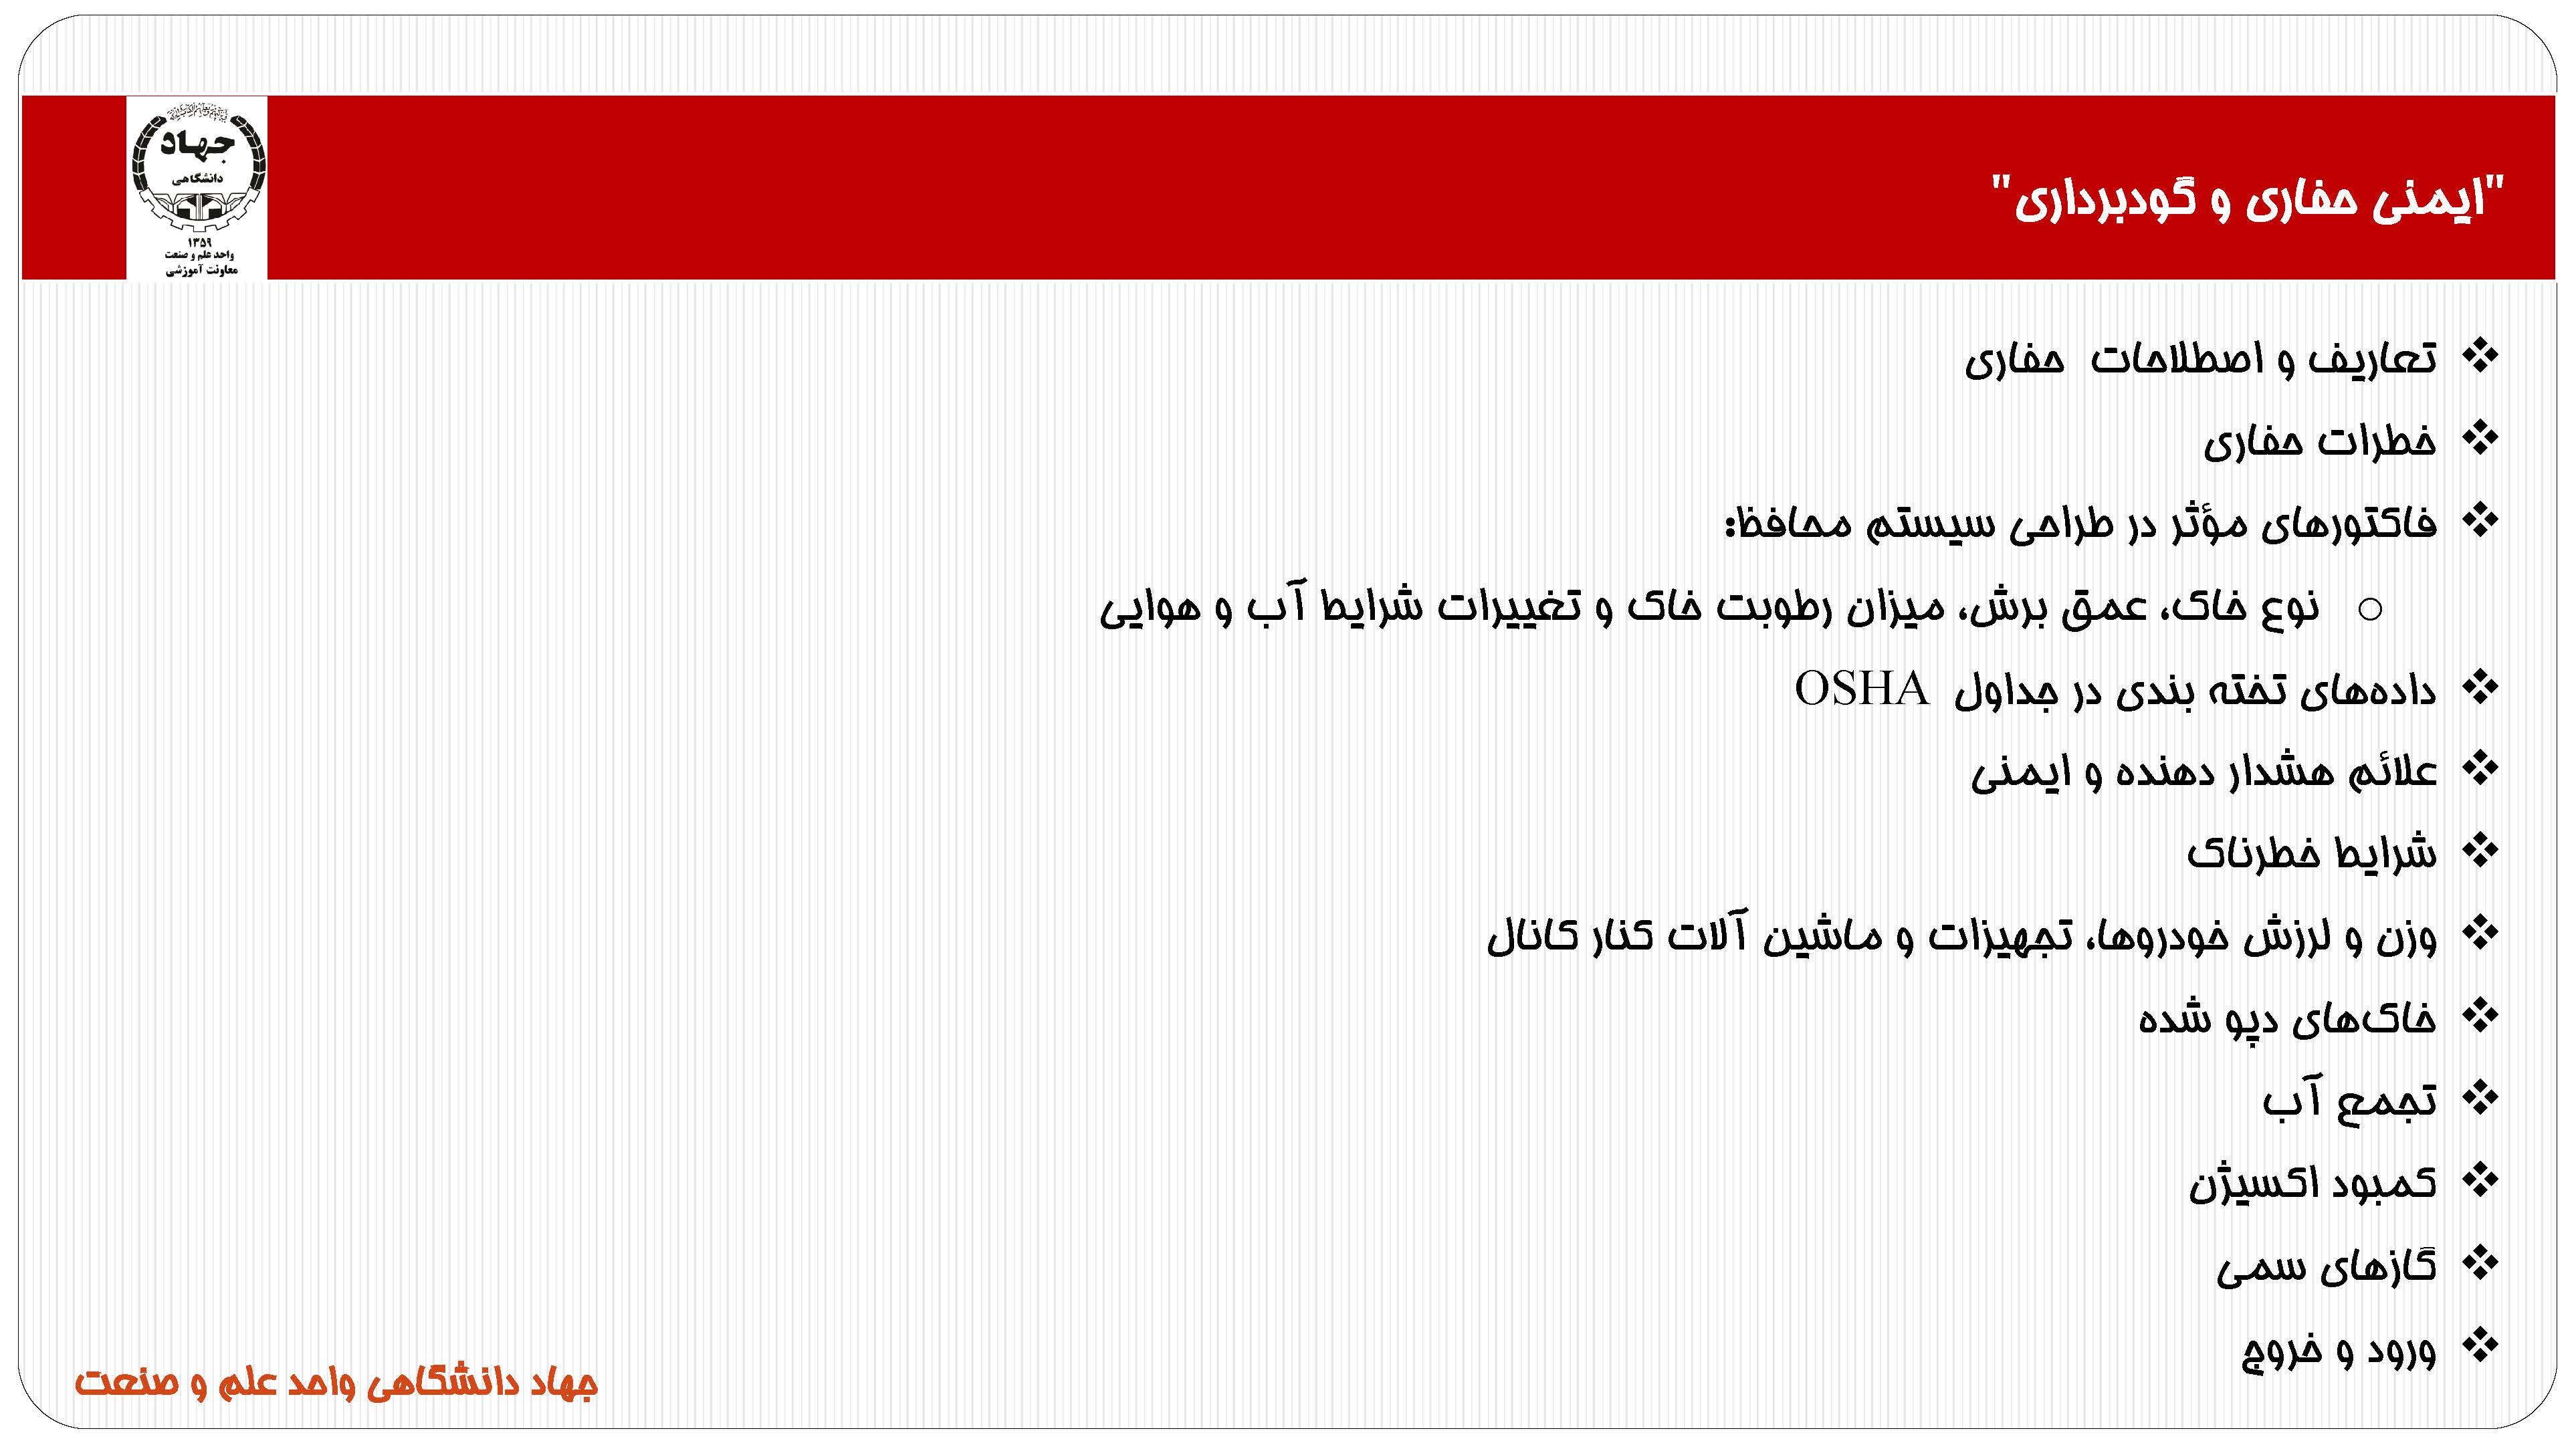 جهاد
دانشگاهی
۱۳۵۹
واحد علم و صنعت
معاونت آموزشی
"ایمنی حفاری و گودبرداری"
❖ تعاریف و اصطلاحات حفاری
❖ خطرات حفاری
❖ فاکتورهای مؤثر در طراحی سیستم محافظ:
o نوع خاک، عمق برش، میزان رطوبت خاک و تغییرات شرایط آب و هوایی
❖ داده‌های تخته بندی در جداول OSHA
❖ علائم هشدار دهنده و ایمنی
❖ شرایط خطرناک
❖ وزن و لرزش خودروها، تجهیزات و ماشین آلات کنار کانال
❖ خاک‌های دپو شده
❖ تجمع آب
❖ کمبود اکسیژن
❖ گازهای سمی
❖ ورود و خروج
جهاد دانشگاهی واحد علم و صنعت